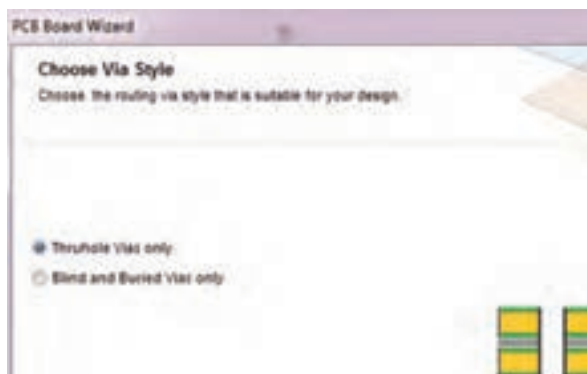 PCB Board Wizard
Choose Via Style
Choose the routing via style that is suitable for your design.
Thruhole Vias only
Blind and Buried Vias only